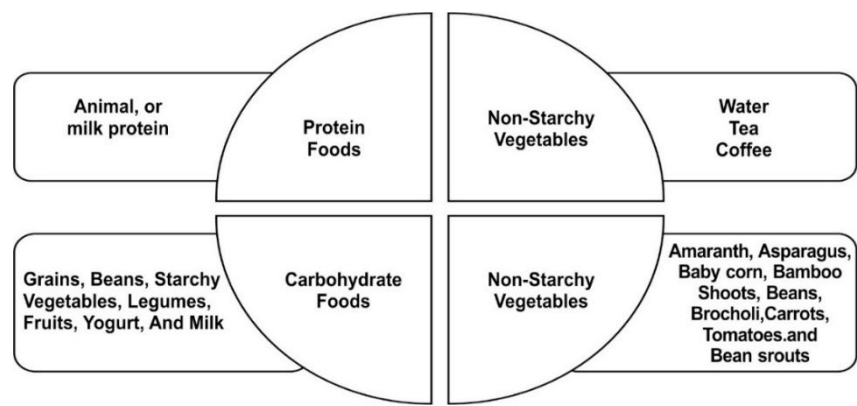 Animal, or
milk protein
Protein
Foods
Non-Starchy
Vegetables
Water
Tea
Coffee
Grains, Beans, Starchy
Vegetables, Legumes,
Fruits, Yogurt, And Milk
Carbohydrate
Foods
Non-Starchy
Vegetables
Amaranth, Asparagus,
Baby corn, Bamboo
Shoots, Beans,
Brocholi,Carrots,
Tomatoes.and
Bean srouts